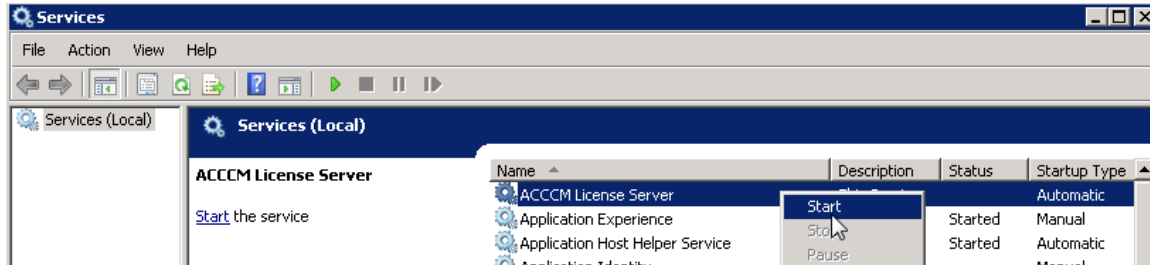 Services
File Action View Help
Services (Local)
Services (Local)
ACCCM License Server
Start the service
Name Description Status Startup Type
ACCCM License Server Automatic
Application Experience Started Manual
Application Host Helper Service Started Automatic
Application Identity Manual
Start
Stop
Pause